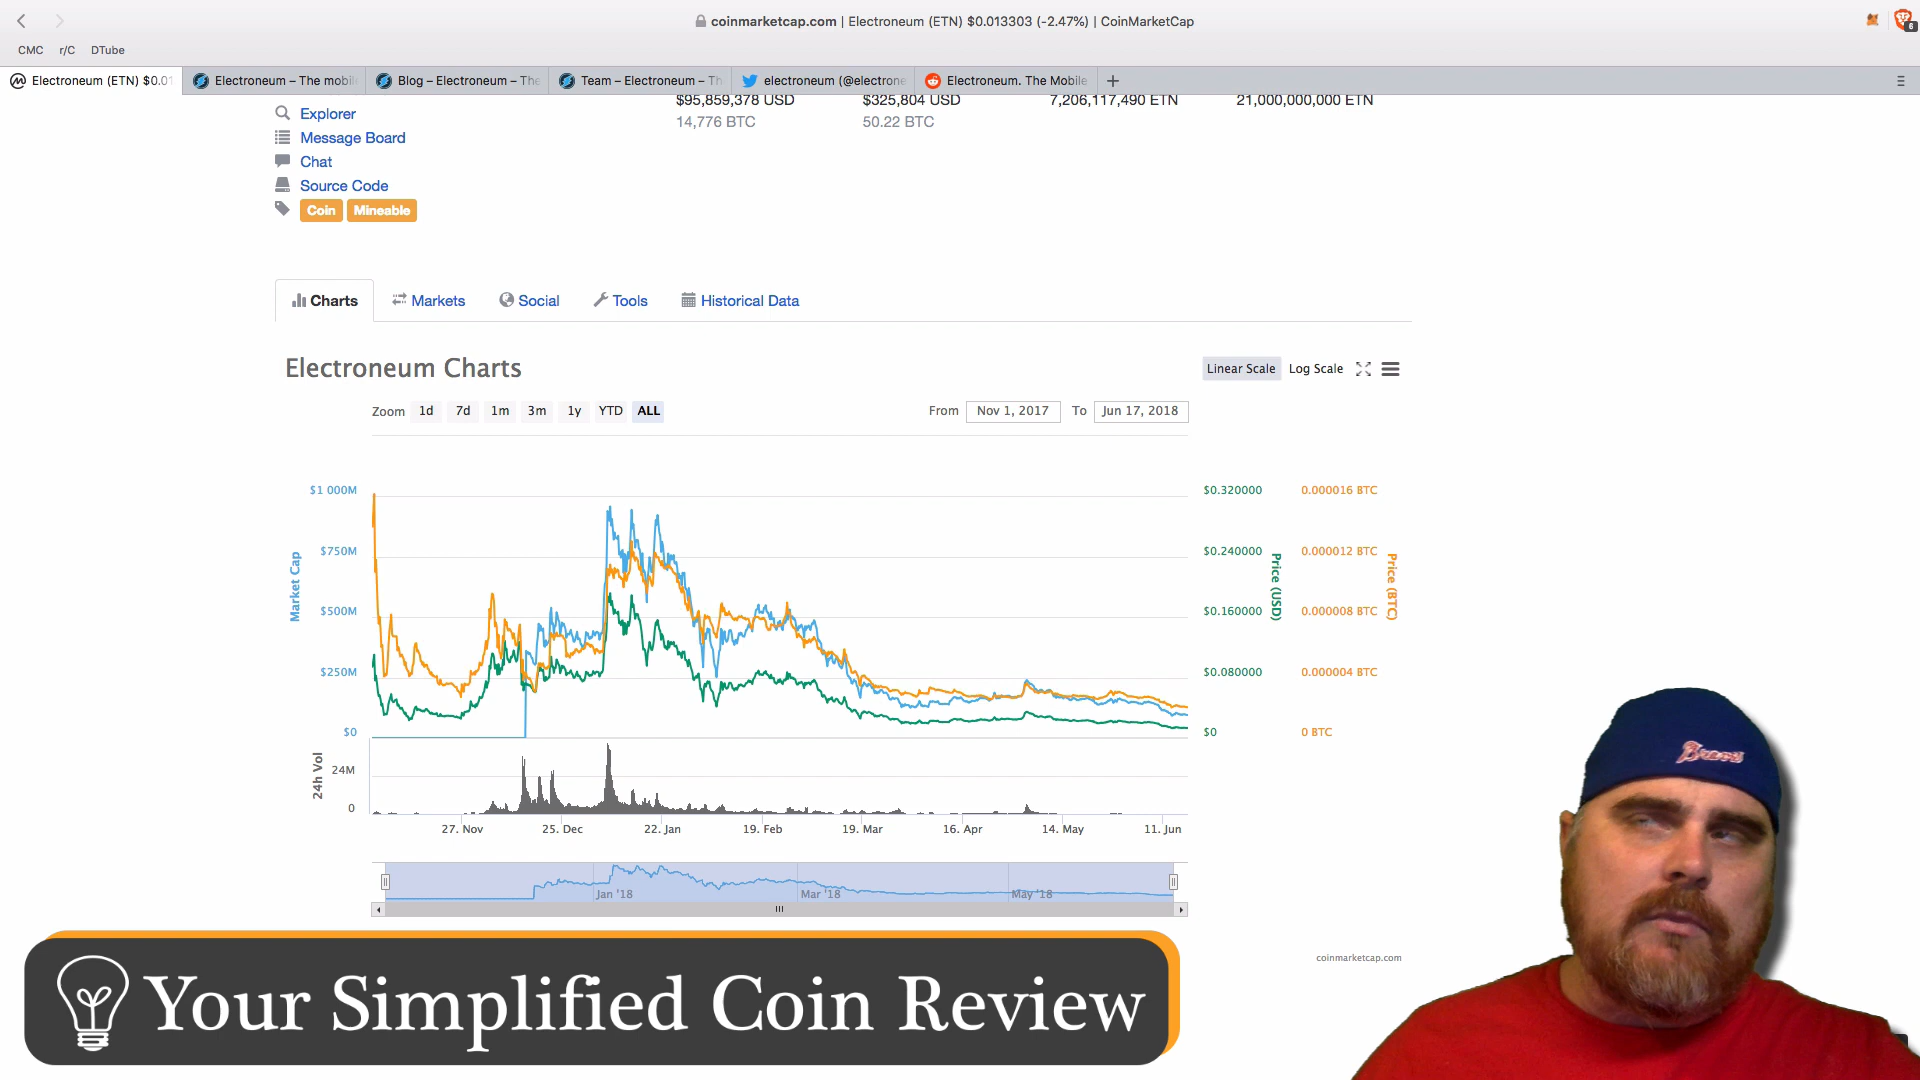 coinmarketcap.com | Electroneum (ETN) $0.013303 (-2.47%) | CoinMarketCap
6
CMC r/C DTube
Electroneum (ETN) $0.01 Electroneum – The mobil Blog – Electroneum – The Team – Electroneum – Th electroneum (@electrone Electroneum. The Mobile
$95,859,378 USD $325,804 USD 7,206,117,490 ETN 21,000,000,000 ETN
14,776 BTC 50.22 BTC
Explorer
Message Board
Chat
Source Code
Coin Mineable
Charts Markets Social Tools Historical Data
Electroneum Charts
Linear Scale Log Scale
Zoom 1d 7d 1m 3m 1y YTD ALL
From Nov 1, 2017 To Jun 17, 2018
$1 000M $0.320000 0.000016 BTC
$750M $0.240000 0.000012 BTC
Market Cap Price (USD) Price (BTC)
$500M $0.160000 0.000008 BTC
$250M $0.080000 0.000004 BTC
$0 $0 0 BTC
24h Vol
24M
0
27. Nov 25. Dec 22. Jan 19. Feb 19. Mar 16. Apr 14. May 11. Jun
Jan '18 Mar '18 May '18
coinmarketcap.com
Your Simplified Coin Review
Braves